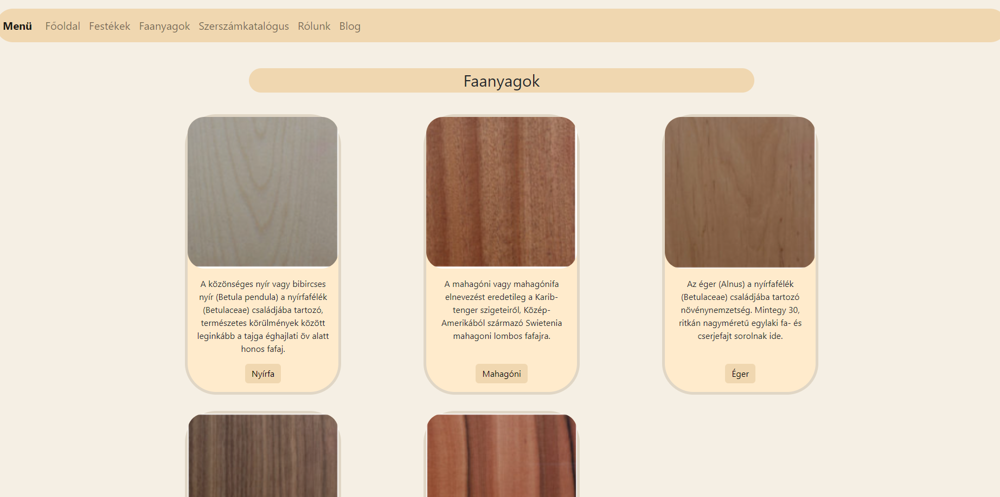 Menü Főoldal Festékek Faanyagok Szerszámkatalógus Rólunk Blog
Faanyagok
A közönséges nyír vagy bibircses
nyír (Betula pendula) a nyírfafélék
(Betulaceae) családjába tartozó,
természetes körülmények között
leginkább a tajga éghajlati öv alatt
honos fafaj.
Nyírfa
A mahagóni vagy mahagónifa
elnevezést eredetileg a Karib-
tenger szigeteiről, Közép-
Amerikából származó Swietenia
mahagoni lombos fafajra.
Mahagóni
Az éger (Alnus) a nyírfafélék
(Betulaceae) családjába tartozó
növénynemzetség. Mintegy 30,
ritkán nagyméretű egylaki fa- és
cserjefajt sorolnak ide.
Éger